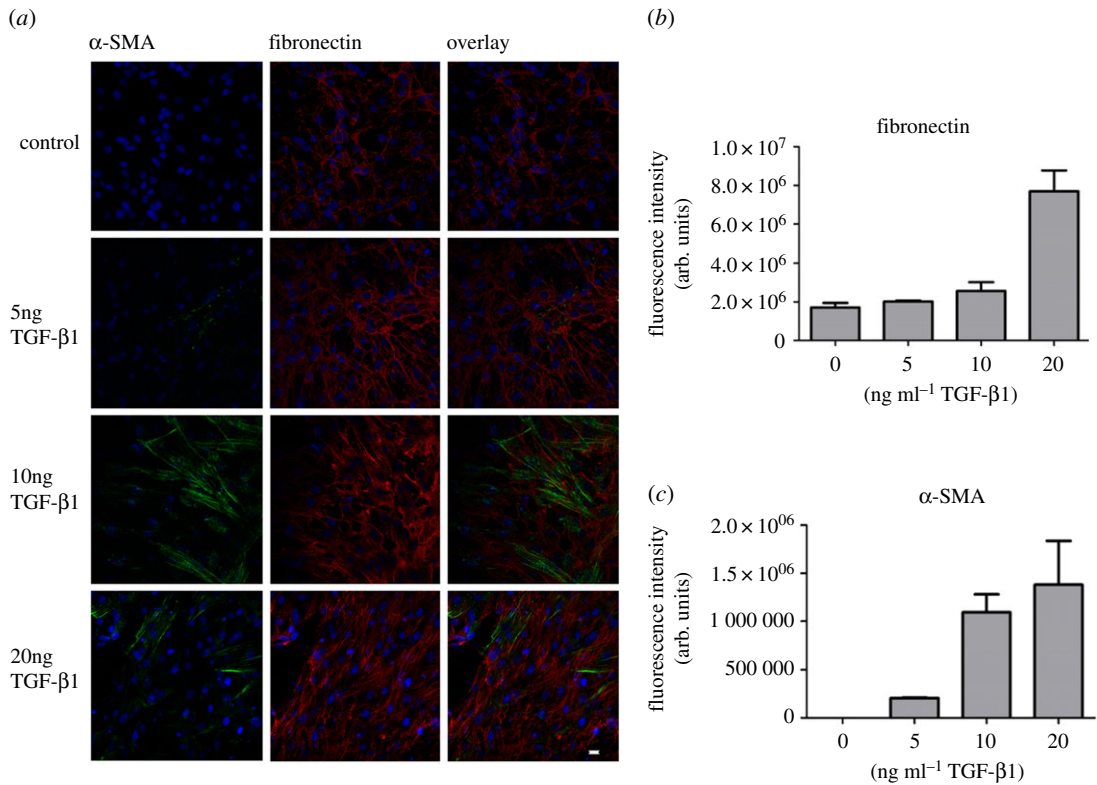 (a)
α-SMA fibronectin overlay
control
5ng
TGF-β1
10ng
TGF-β1
20ng
TGF-β1
(b)
fibronectin
fluorescence intensity
(arb. units)
1.0 × 10⁷
8.0 × 10⁶
6.0 × 10⁶
4.0 × 10⁶
2.0 × 10⁶
0
0 5 10 20
(ng ml⁻¹ TGF-β1)
(c)
α-SMA
fluorescence intensity
(arb. units)
2.0 × 10⁰⁶
1.5 × 10⁰⁶
1 000 000
500 000
0
0 5 10 20
(ng ml⁻¹ TGF-β1)